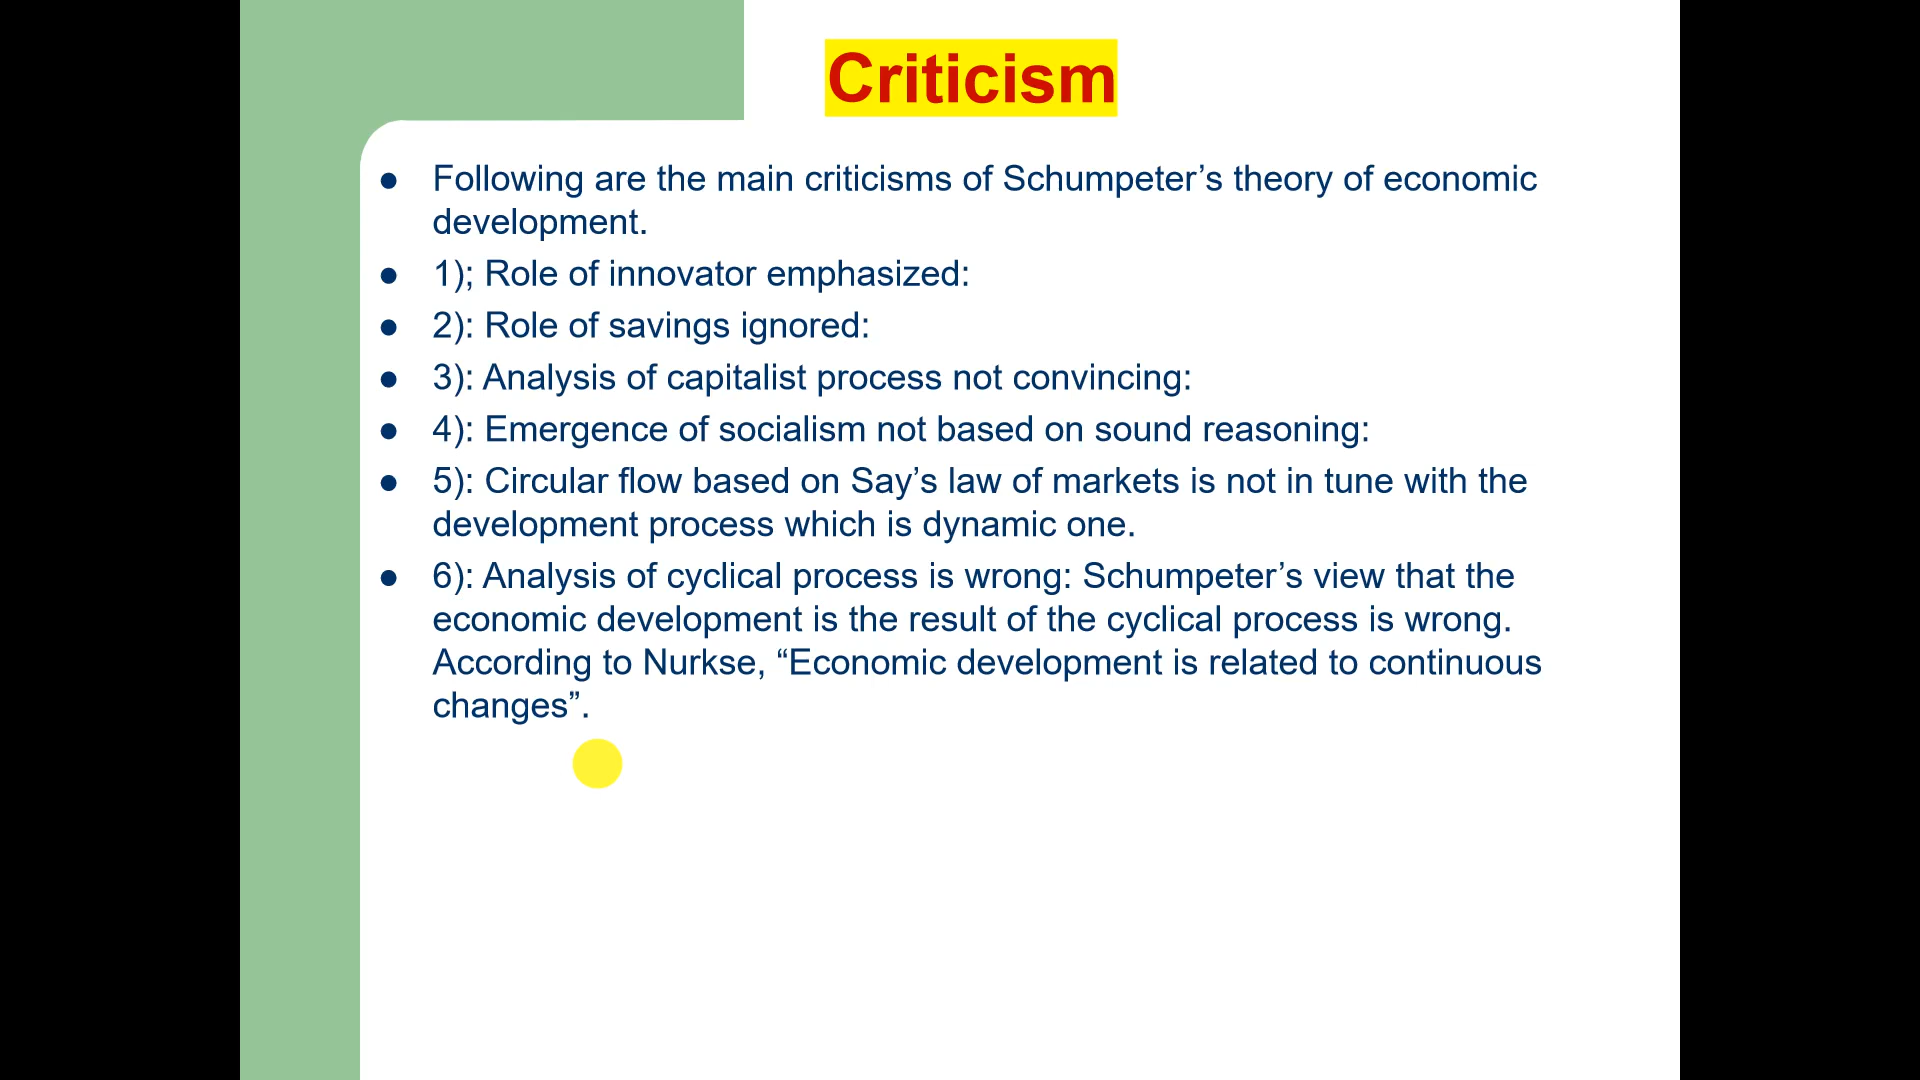 Criticism
● Following are the main criticisms of Schumpeter’s theory of economic
development.
● 1); Role of innovator emphasized:
● 2): Role of savings ignored:
● 3): Analysis of capitalist process not convincing:
● 4): Emergence of socialism not based on sound reasoning:
● 5): Circular flow based on Say’s law of markets is not in tune with the
development process which is dynamic one.
● 6): Analysis of cyclical process is wrong: Schumpeter’s view that the
economic development is the result of the cyclical process is wrong.
According to Nurkse, “Economic development is related to continuous
changes”.